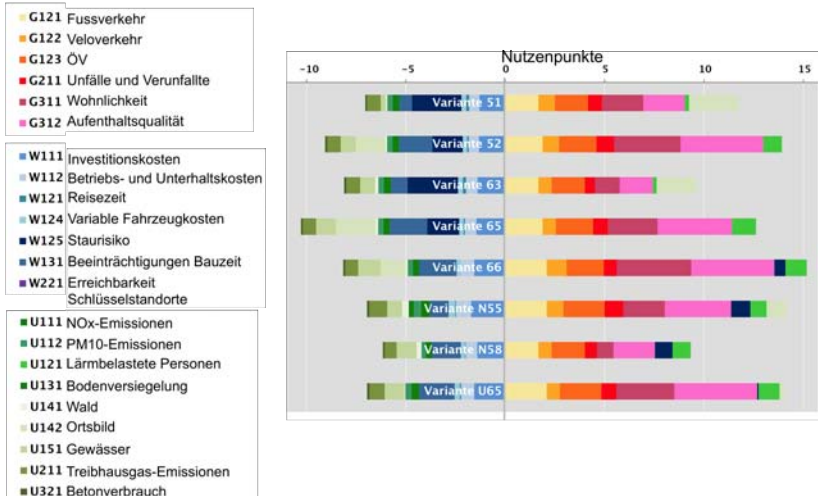 G121 Fussverkehr
G122 Veloverkehr
G123 ÖV
G211 Unfälle und Verunfallte
G311 Wohnlichkeit
G312 Aufenthaltsqualität
W111 Investitionskosten
W112 Betriebs- und Unterhaltskosten
W121 Reisezeit
W124 Variable Fahrzeugkosten
W125 Staurisiko
W131 Beeinträchtigungen Bauzeit
W221 Erreichbarkeit
Schlüsselstandorte
U111 NOx-Emissionen
U112 PM10-Emissionen
U121 Lärmbelastete Personen
U131 Bodenversiegelung
U141 Wald
U142 Ortsbild
U151 Gewässer
U211 Treibhausgas-Emissionen
U321 Betonverbrauch
Nutzenpunkte
-10 -5 0 5 10 15
Variante 51
Variante 52
Variante 63
Variante 65
Variante 66
Variante N55
Variante N58
Variante U65